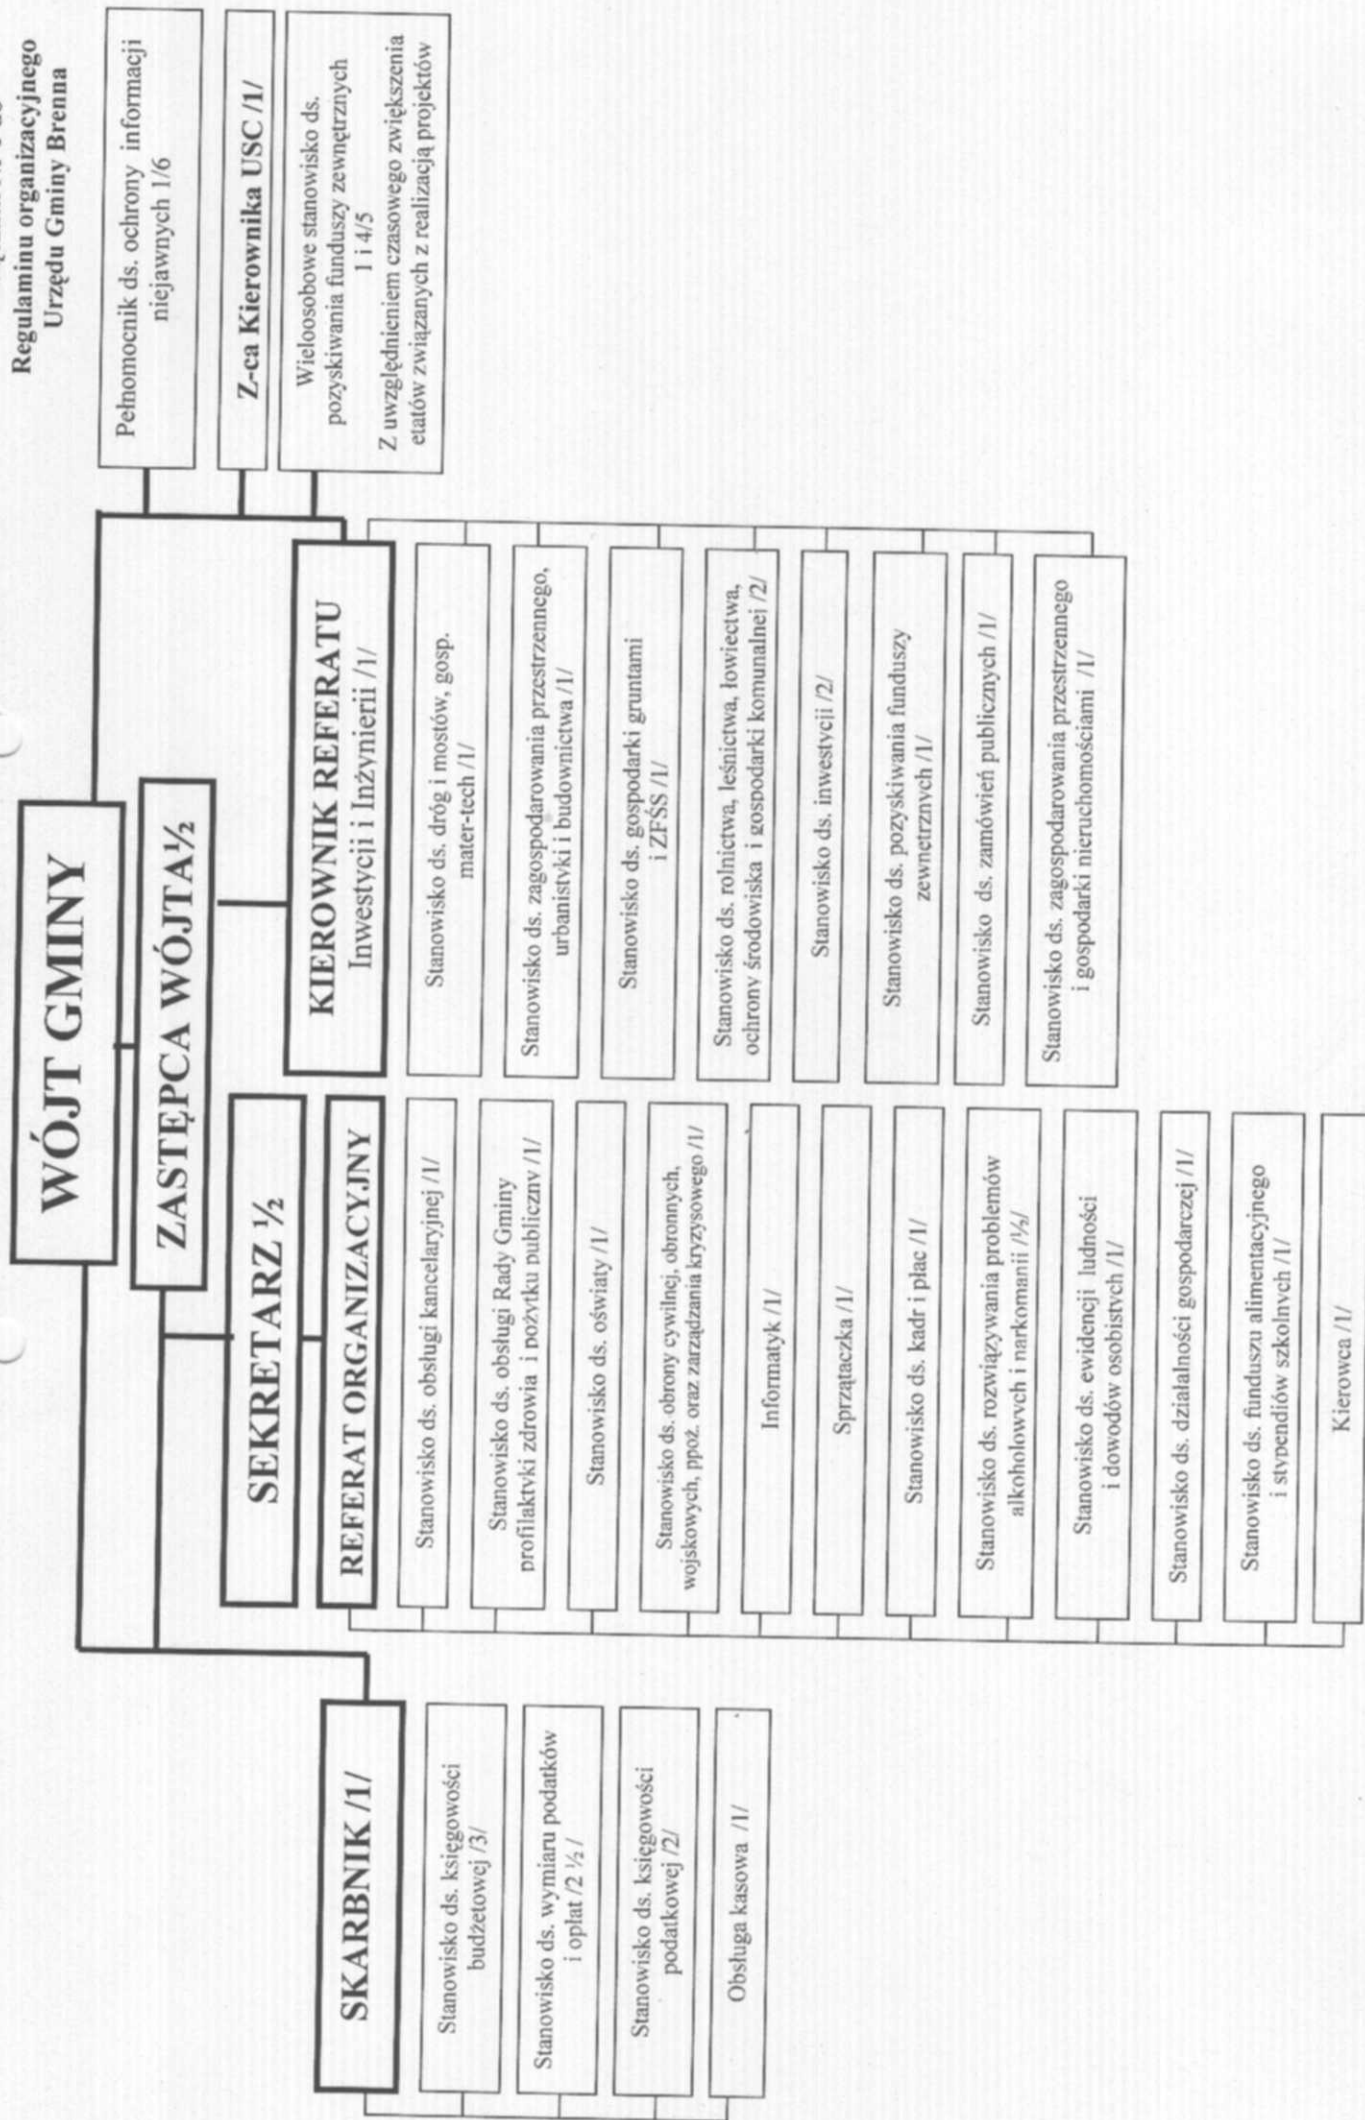 Regulaminu organizacyjnego
Urzędu Gminy Brenna
WÓJT GMINY
ZASTĘPCA WÓJTA½
Pełnomocnik ds. ochrony informacji
niejawnych 1/6
Z-ca Kierownika USC /1/
Wieloosobowe stanowisko ds.
pozyskiwania funduszy zewnętrznych
1 i 4/5
Z uwzględnieniem czasowego zwiększenia
etatów związanych z realizacją projektów
SKARBNIK /1/
Stanowisko ds. księgowości
budżetowej /3/
Stanowisko ds. wymiaru podatków
i opłat /2 ½ /
Stanowisko ds. księgowości
podatkowej /2/
Obsługa kasowa /1/
SEKRETARZ ½
REFERAT ORGANIZACYJNY
Stanowisko ds. obsługi kancelaryjnej /1/
Stanowisko ds. obsługi Rady Gminy
profilaktyki zdrowia i pożytku publiczny /1/
Stanowisko ds. oświaty /1/
Stanowisko ds. obrony cywilnej, obronnych,
wojskowych, ppoż. oraz zarządzania kryzysowego /1/
Informatyk /1/
Sprzątaczka /1/
Stanowisko ds. kadr i płac /1/
Stanowisko ds. rozwiązywania problemów
alkoholowych i narkomanii /½/
Stanowisko ds. ewidencji ludności
i dowodów osobistych /1/
Stanowisko ds. działalności gospodarczej /1/
Stanowisko ds. funduszu alimentacyjnego
i stypendiów szkolnych /1/
Kierowca /1/
KIEROWNIK REFERATU
Inwestycji i Inżynierii /1/
Stanowisko ds. dróg i mostów, gosp.
mater-tech /1/
Stanowisko ds. zagospodarowania przestrzennego,
urbanistyki i budownictwa /1/
Stanowisko ds. gospodarki gruntami
i ZFŚS /1/
Stanowisko ds. rolnictwa, leśnictwa, łowiectwa,
ochrony środowiska i gospodarki komunalnej /2/
Stanowisko ds. inwestycji /2/
Stanowisko ds. pozyskiwania funduszy
zewnętrznych /1/
Stanowisko ds. zamówień publicznych /1/
Stanowisko ds. zagospodarowania przestrzennego
i gospodarki nieruchomościami /1/